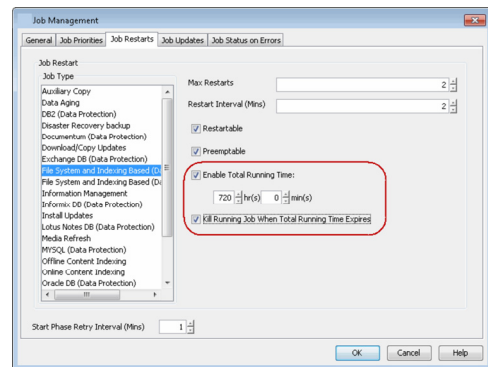 Job Management
General Job Priorities Job Restarts Job Updates Job Status on Errors
Job Restart
Job Type
Auxiliary Copy
Data Aging
DB2 (Data Protection)
Disaster Recovery backup
Documentum (Data Protection)
Download/Copy Updates
Exchange DB (Data Protection)
File System and Indexing Based (Da
File System and Indexing Based (Da
Information Management
Informix DB (Data Protection)
Install Updates
Lotus Notes DB (Data Protection)
Media Refresh
MYSQL (Data Protection)
Offline Content Indexing
Online Content Indexing
Oracle DB (Data Protection)
Max Restarts 2
Restart Interval (Mins) 2
Restartable
Preemptable
Enable Total Running Time:
720 hr(s) 0 min(s)
Kill Running Job When Total Running Time Expires
Start Phase Retry Interval (Mins) 1
OK Cancel Help